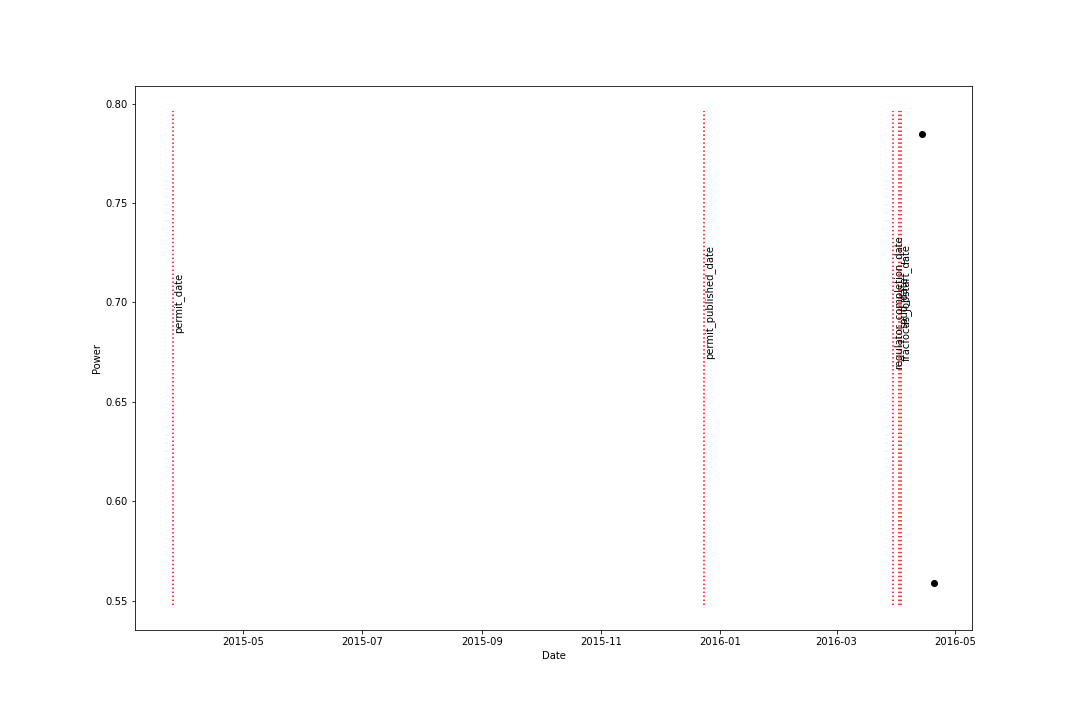 0.80
0.75
0.70
0.65
0.60
0.55
Power
permit_date
permit_published_date
regulator_completion_date
2015-05
2015-07
2015-09
2015-11
2016-01
2016-03
2016-05
Date